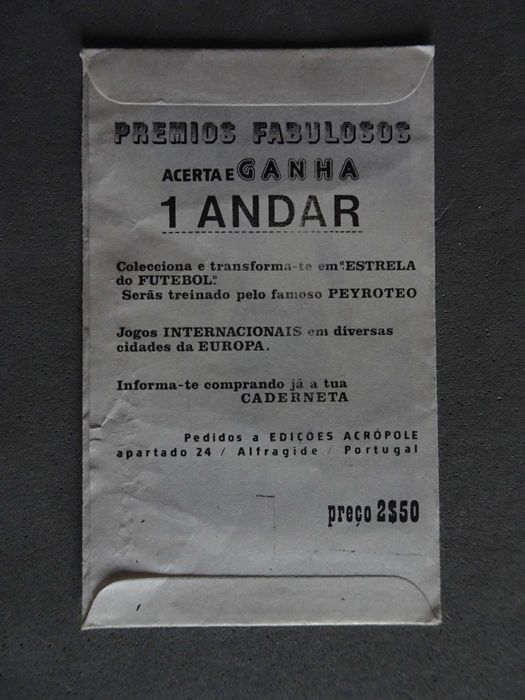 PREMIOS FABULOSOS
ACERTA E GANHA
1 ANDAR
Colecciona e transforma-te em "ESTRELA
do FUTEBOL".
Serás treinado pelo famoso PEYROTEO
Jogos INTERNACIONAIS em diversas
cidades da EUROPA.
Informa-te comprando já a tua
CADERNETA
Pedidos a EDIÇÕES ACRÓPOLE
apartado 24 / Alfragide / Portugal
preço 2$50